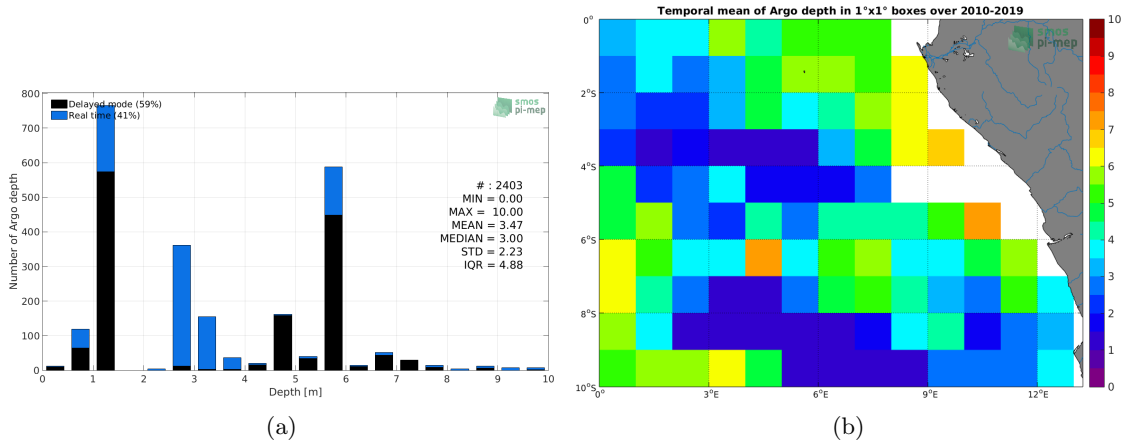 Temporal mean of Argo depth in 1°x1° boxes over 2010-2019
800
700
600
500
400
300
200
100
0
Number of Argo depth
Delayed mode (59%)
Real time (41%)
smos
pi-mep
# : 2403
MIN = 0.00
MAX = 10.00
MEAN = 3.47
MEDIAN = 3.00
STD = 2.23
IQR = 4.88
0 1 2 3 4 5 6 7 8 9 10
Depth [m]
(a)
0°
2°S
4°S
6°S
8°S
10°S
0° 3°E 6°E 9°E 12°E
smos
pi-mep
10
9
8
7
6
5
4
3
2
1
0
(b)